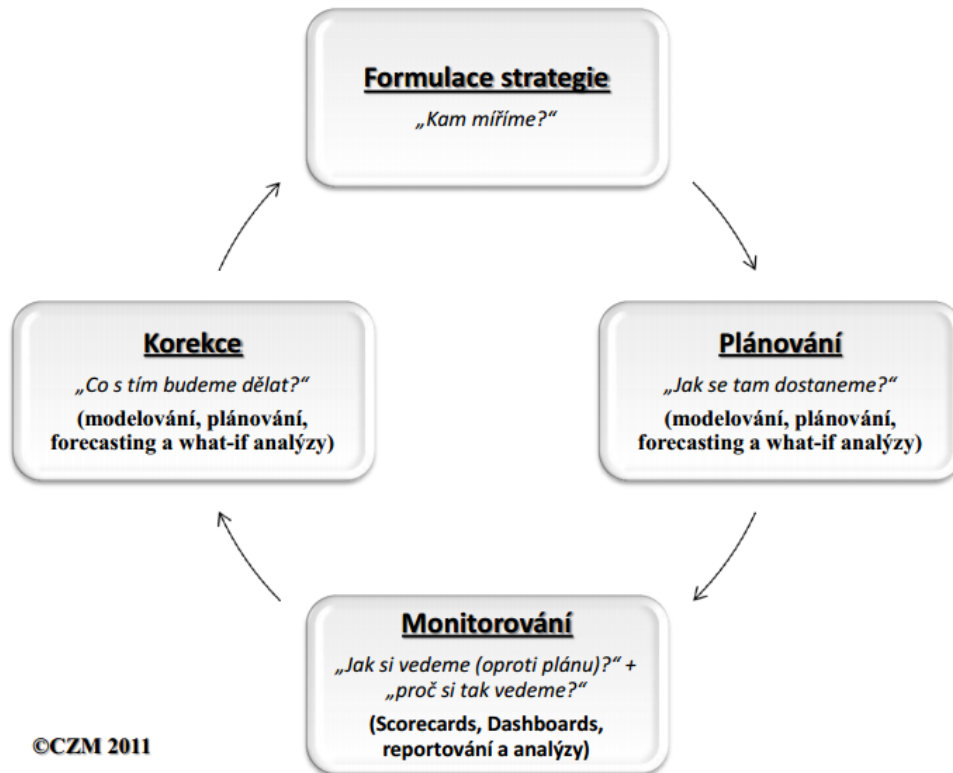 Formulace strategie
„Kam míříme?“
Korekce
„Co s tím budeme dělat?“
(modelování, plánování,
forecasting a what-if analýzy)
Plánování
„Jak se tam dostaneme?“
(modelování, plánování,
forecasting a what-if analýzy)
Monitorování
„Jak si vedeme (oproti plánu)?“ +
„proč si tak vedeme?“
(Scorecards, Dashboards,
reportování a analýzy)
©CZM 2011